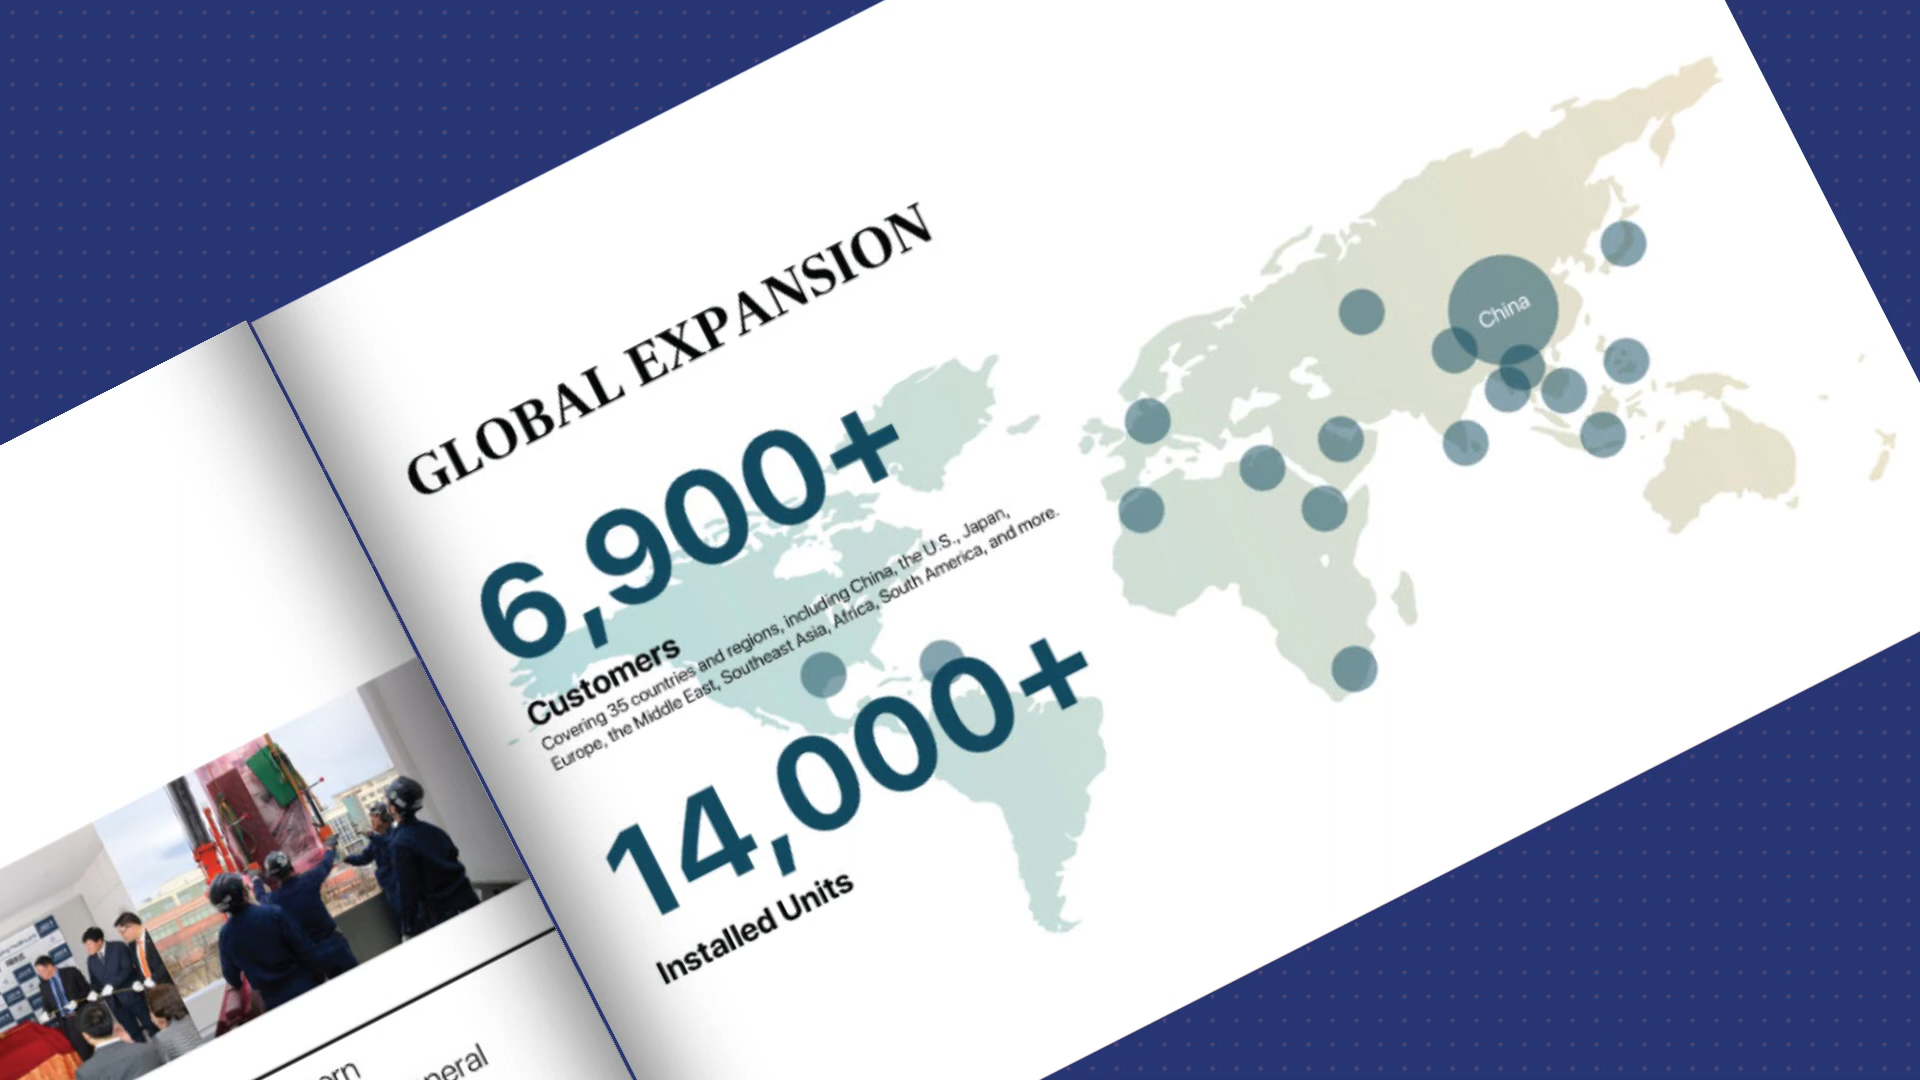 GLOBAL EXPANSION
6,900+
Customers
Covering 35 countries and regions, including China, the U.S., Japan,
Europe, the Middle East, Southeast Asia, Africa, South America, and more.
14,000+
Installed Units
China